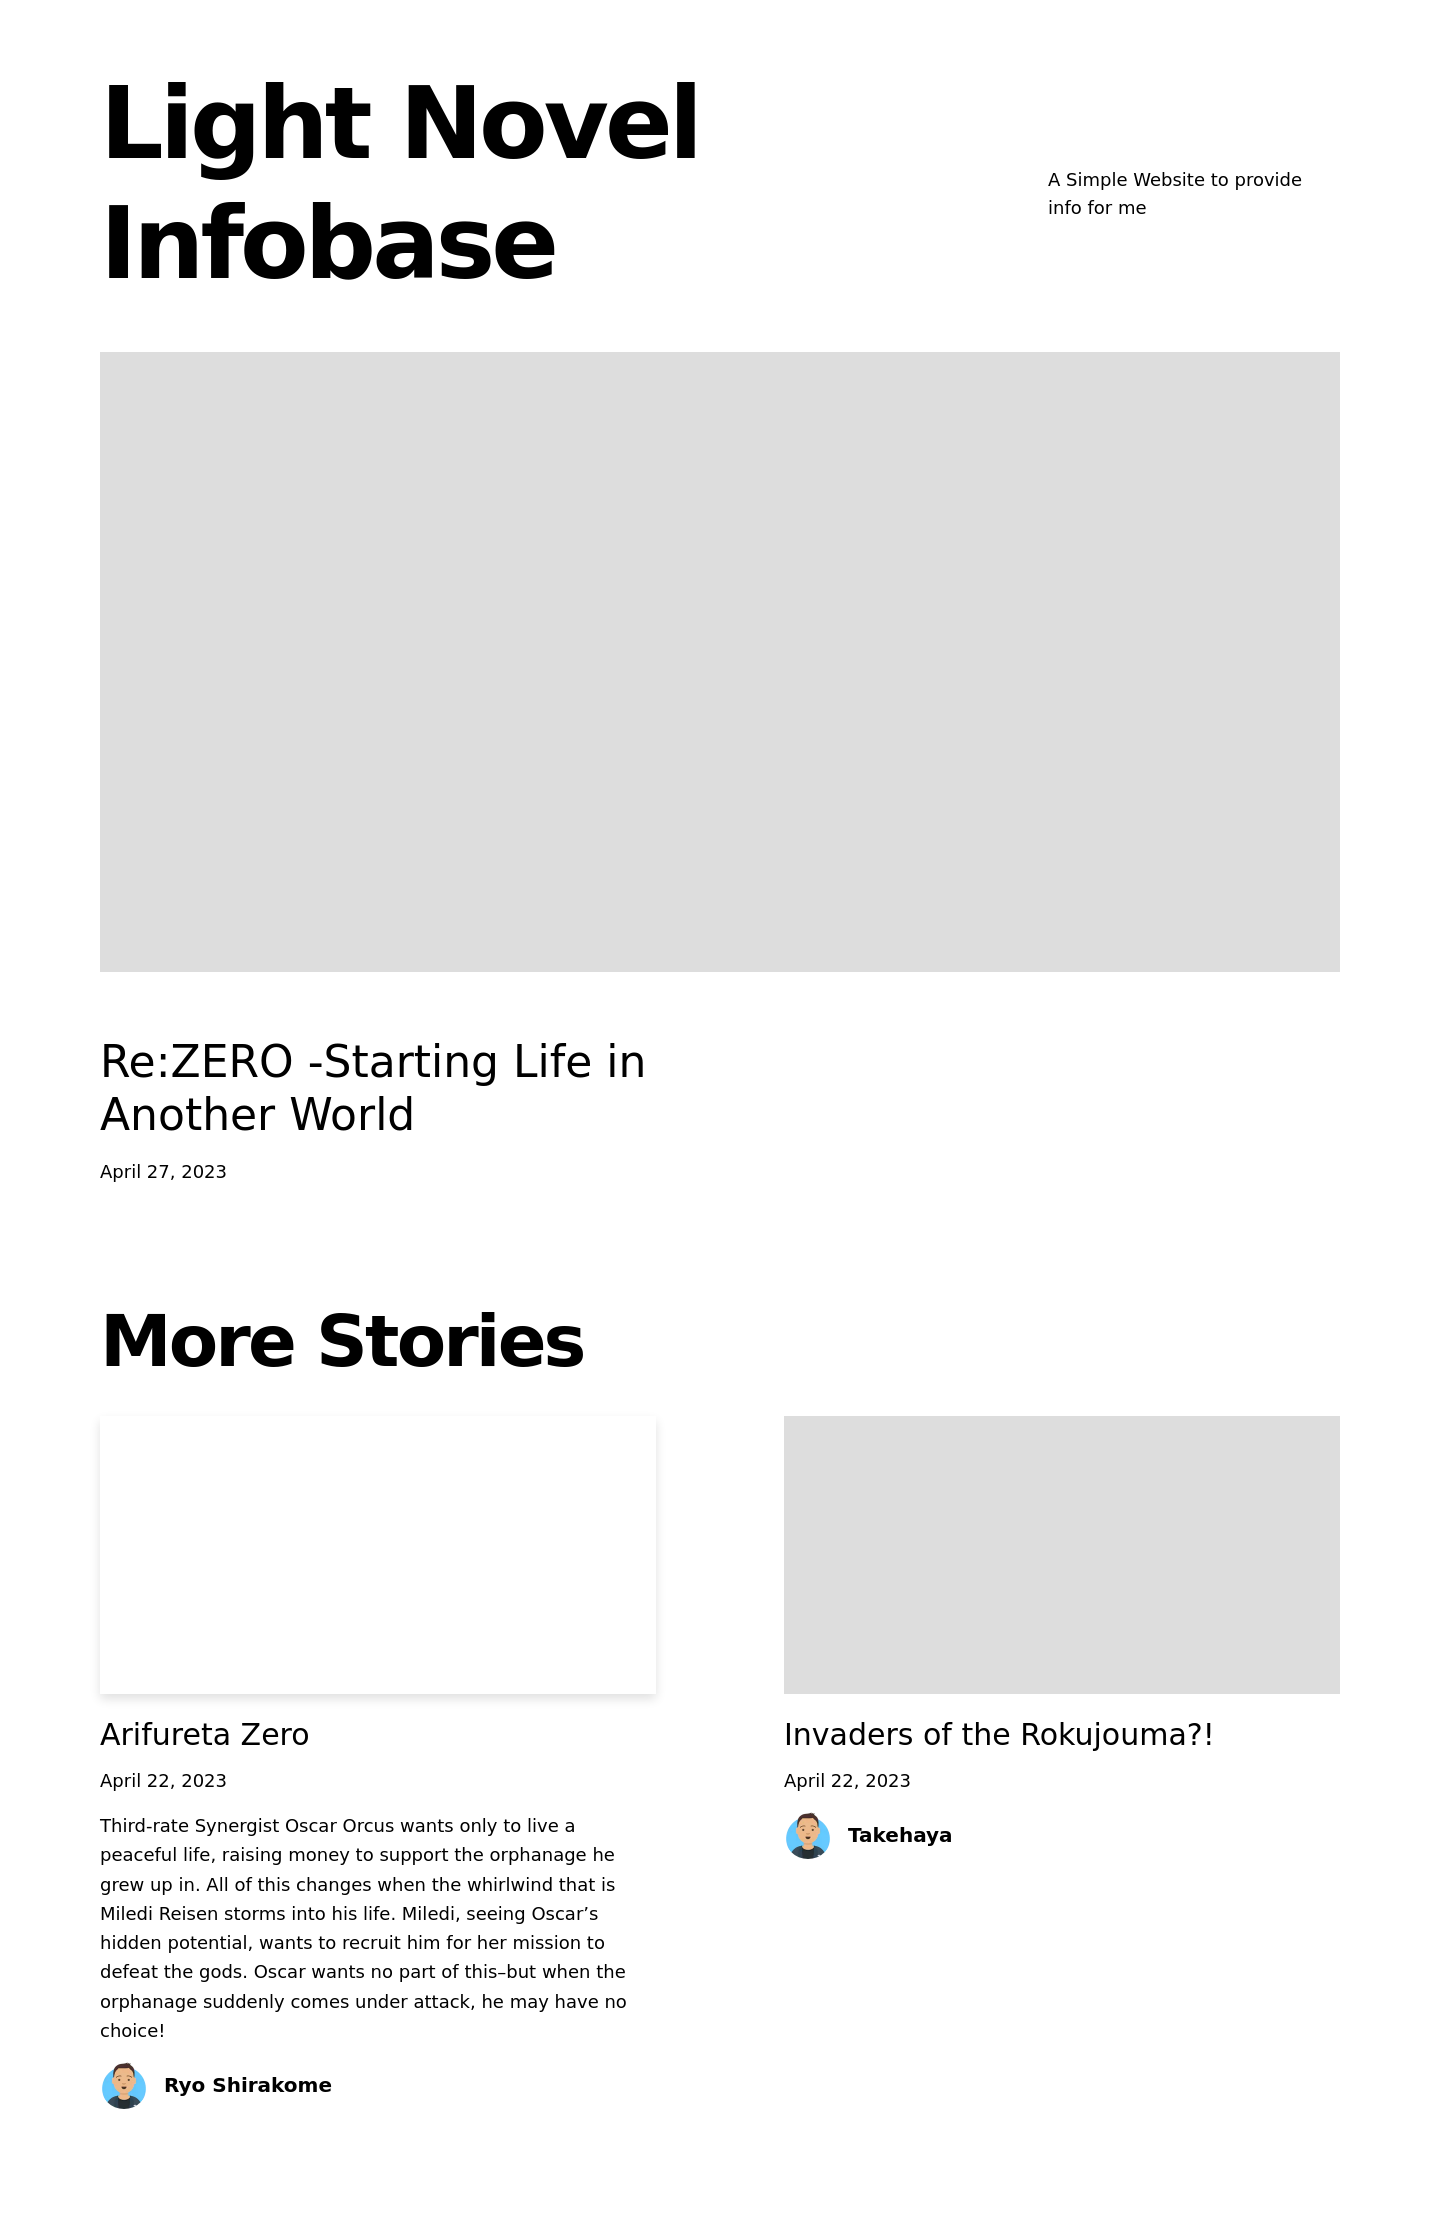 Light Novel
Infobase
A Simple Website to provide
info for me
Re:ZERO -Starting Life in
Another World
April 27, 2023
More Stories
Arifureta Zero
April 22, 2023
Third-rate Synergist Oscar Orcus wants only to live a
peaceful life, raising money to support the orphanage he
grew up in. All of this changes when the whirlwind that is
Miledi Reisen storms into his life. Miledi, seeing Oscar’s
hidden potential, wants to recruit him for her mission to
defeat the gods. Oscar wants no part of this–but when the
orphanage suddenly comes under attack, he may have no
choice!
Ryo Shirakome
Invaders of the Rokujouma?!
April 22, 2023
Takehaya